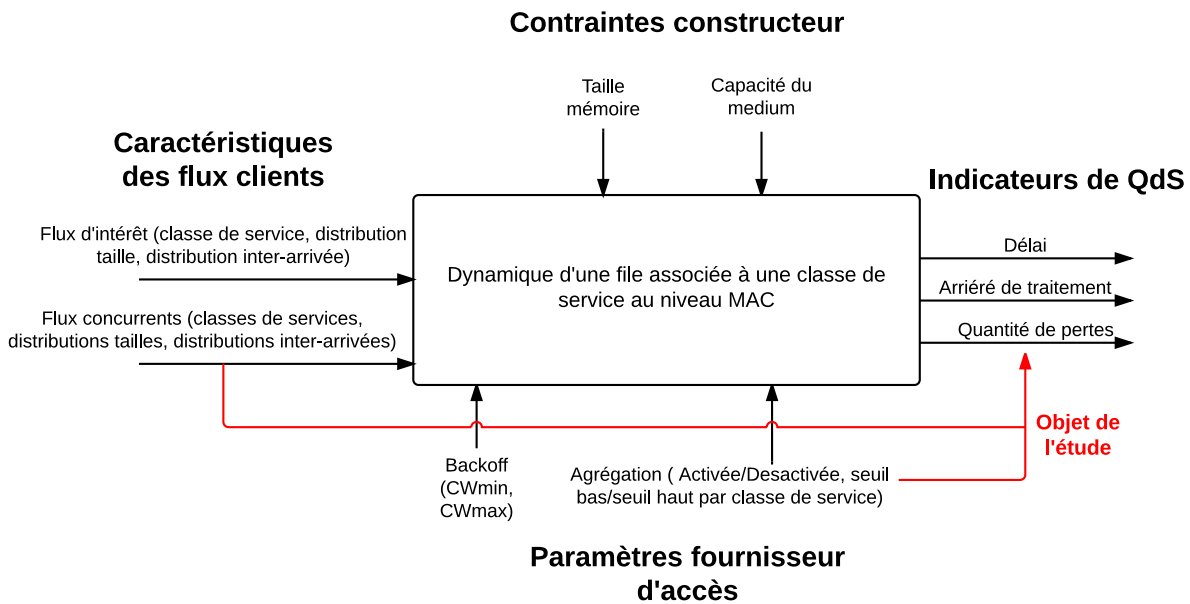 Contraintes constructeur
Taille
mémoire
Capacité du
medium
Caractéristiques
des flux clients
Indicateurs de QdS
Flux d'intérêt (classe de service, distribution
taille, distribution inter-arrivée)
Flux concurrents (classes de services,
distributions tailles, distributions inter-arrivées)
Dynamique d'une file associée à une classe de
service au niveau MAC
Délai
Arriéré de traitement
Quantité de pertes
Objet de
l'étude
Backoff
(CWmin,
CWmax)
Agrégation ( Activée/Desactivée, seuil
bas/seuil haut par classe de service)
Paramètres fournisseur
d'accès